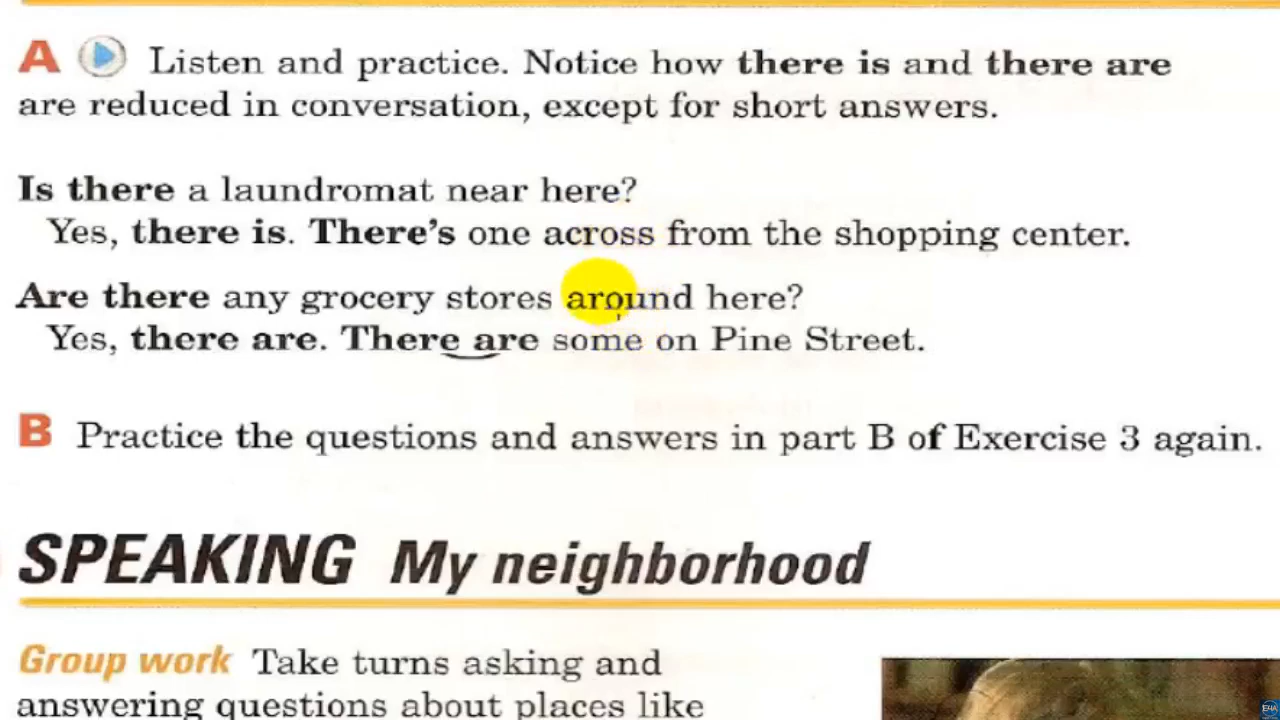 A Listen and practice. Notice how there is and there are
are reduced in conversation, except for short answers.
Is there a laundromat near here?
Yes, there is. There's one across from the shopping center.
Are there any grocery stores around here?
Yes, there are. There are some on Pine Street.
B Practice the questions and answers in part B of Exercise 3 again.
SPEAKING My neighborhood
Group work Take turns asking and
answering questions about places like
EHA